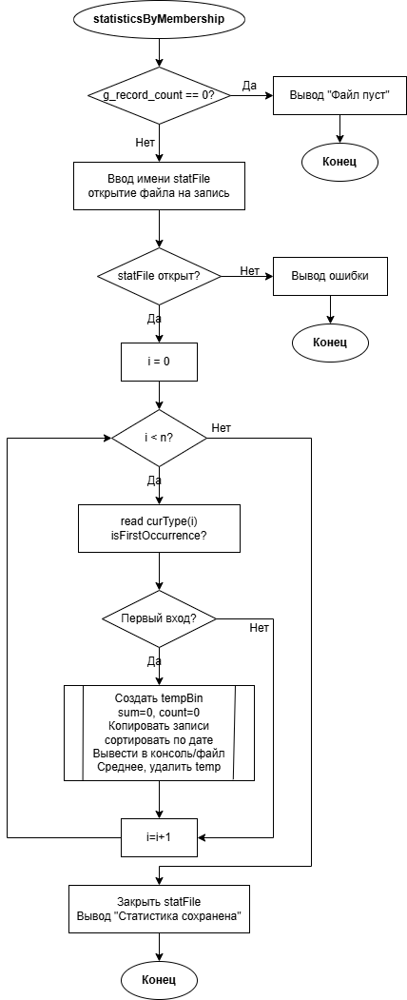 statisticsByMembership
g_record_count == 0?
Да
Вывод "Файл пуст"
Нет
Конец
Ввод имени statFile
открытие файла на запись
statFile открыт?
Нет
Вывод ошибки
Да
Конец
i = 0
i < n?
Нет
Да
read curType(i)
isFirstOccurrence?
Первый вход?
Нет
Да
Создать tempBin
sum=0, count=0
Копировать записи
сортировать по дате
Вывести в консоль/файл
Среднее, удалить temp
i=i+1
Закрыть statFile
Вывод "Статистика сохранена"
Конец